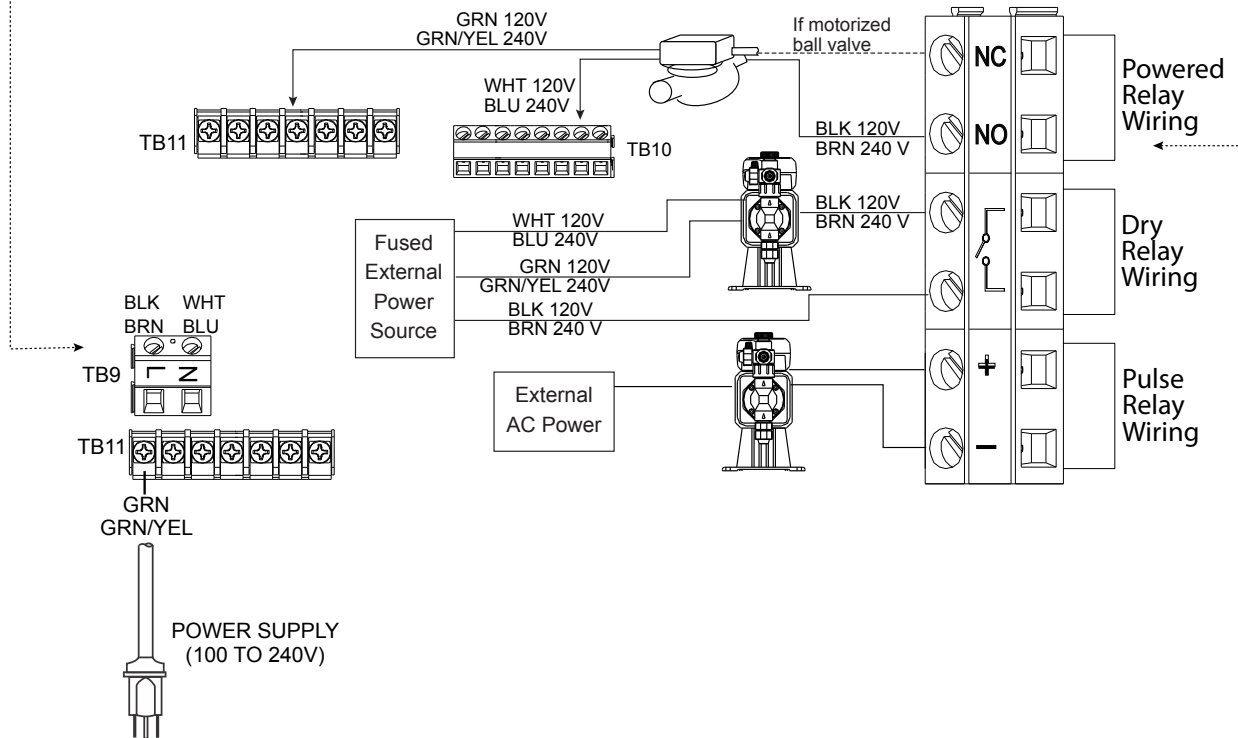 GRN 120V
GRN/YEL 240V
If motorized
ball valve
NC
Powered
Relay
Wiring
WHT 120V
BLU 240V
TB11
TB10
BLK 120V
BRN 240 V
NO
WHT 120V
BLU 240V
BLK 120V
BRN 240 V
Dry
Relay
Wiring
Fused
External
Power
Source
GRN 120V
GRN/YEL 240V
BLK 120V
BRN 240 V
BLK WHT
BRN BLU
TB9
L N
External
AC Power
+
-
Pulse
Relay
Wiring
TB11
GRN
GRN/YEL
POWER SUPPLY
(100 TO 240V)